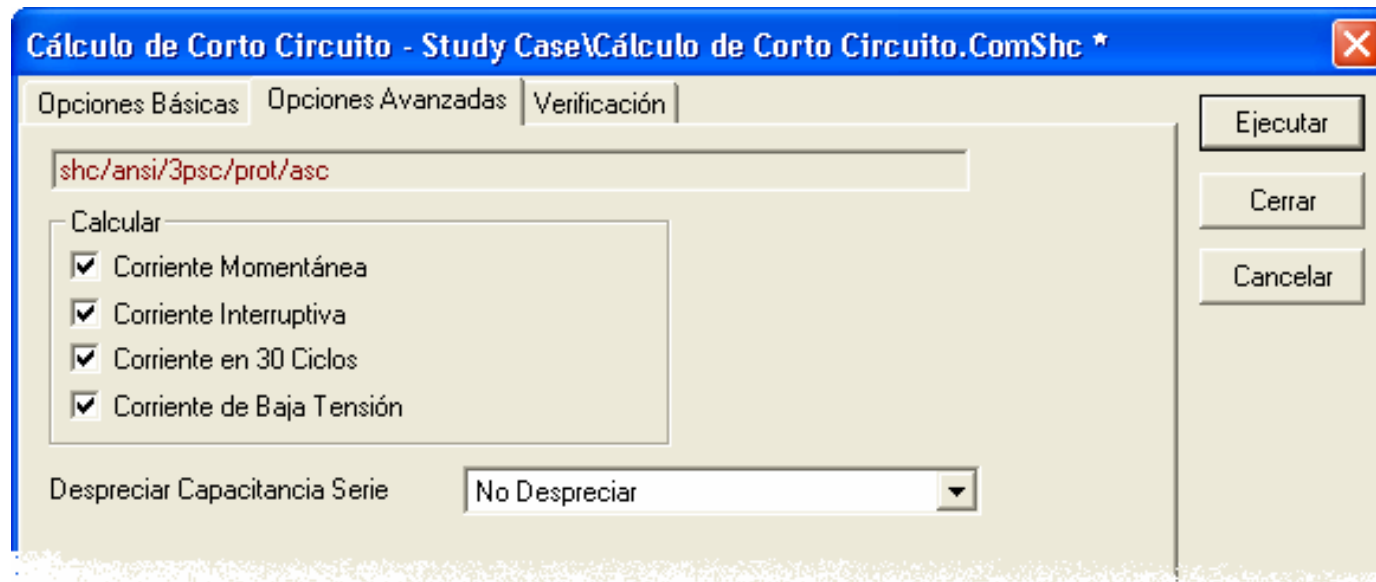 Cálculo de Corto Circuito - Study Case\Cálculo de Corto Circuito.ComShc *
Opciones Básicas Opciones Avanzadas Verificación
Ejecutar
shc/ansi/3psc/prot/asc
Cerrar
Calcular
Corriente Momentánea
Cancelar
Corriente Interruptiva
Corriente en 30 Ciclos
Corriente de Baja Tensión
Despreciar Capacitancia Serie No Despreciar